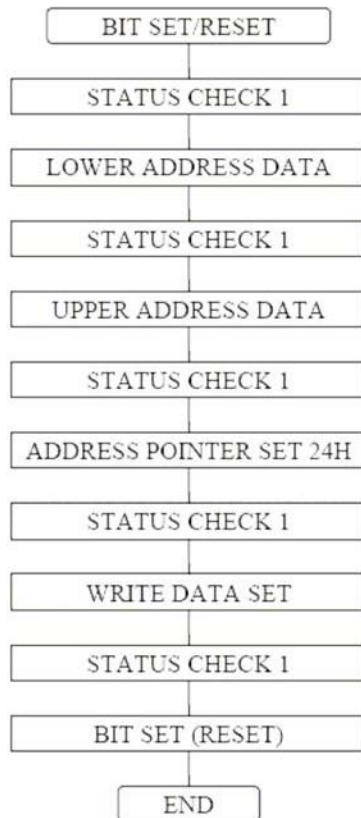 BIT SET/RESET
STATUS CHECK 1
LOWER ADDRESS DATA
STATUS CHECK 1
UPPER ADDRESS DATA
STATUS CHECK 1
ADDRESS POINTER SET 24H
STATUS CHECK 1
WRITE DATA SET
STATUS CHECK 1
BIT SET (RESET)
END